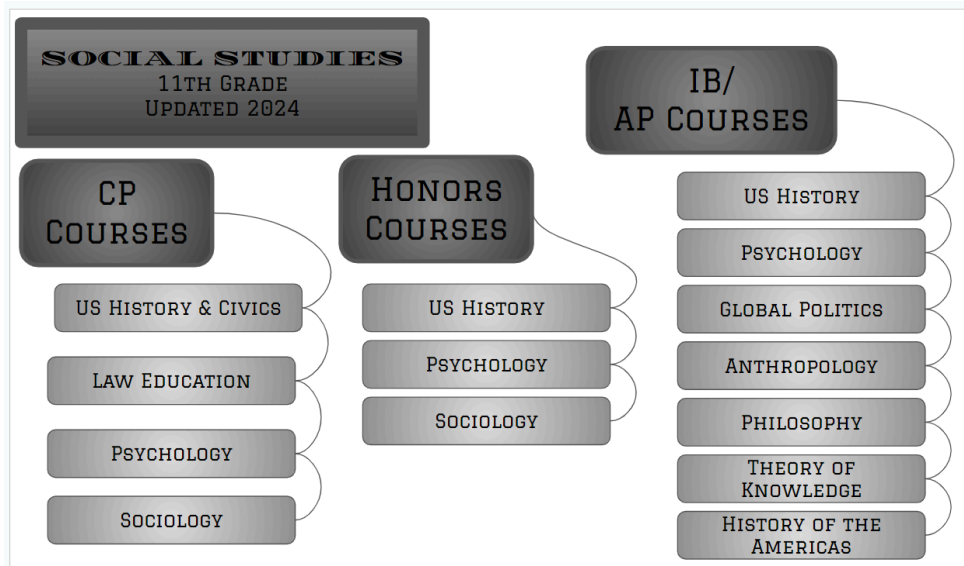 SOCIAL STUDIES
11TH GRADE
UPDATED 2024
CP
COURSES
US HISTORY & CIVICS
LAW EDUCATION
PSYCHOLOGY
SOCIOLOGY
HONORS
COURSES
US HISTORY
PSYCHOLOGY
SOCIOLOGY
IB/
AP COURSES
US HISTORY
PSYCHOLOGY
GLOBAL POLITICS
ANTHROPOLOGY
PHILOSOPHY
THEORY OF
KNOWLEDGE
HISTORY OF THE
AMERICAS